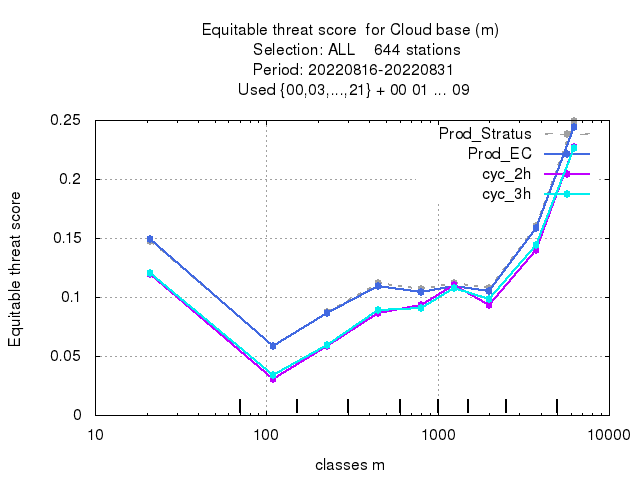 Equitable threat score  for Cloud base (m)
Selection: ALL    644 stations
Period: 20220816-20220831
Used {00,03,...,21} + 00 01 ... 09
Equitable threat score
0.25
0.2
0.15
0.1
0.05
0
Prod_Stratus
Prod_EC
cyc_2h
cyc_3h
10
100
1000
10000
classes m